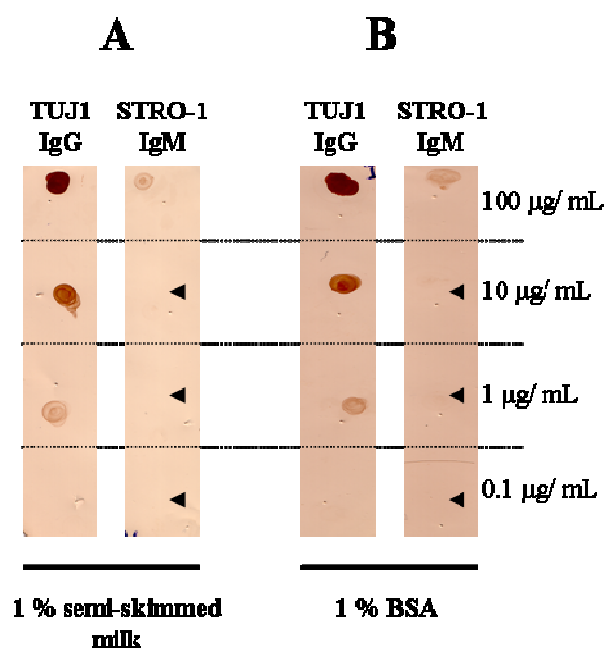 A B
TUJ1 STRO-1 TUJ1 STRO-1
IgG IgM IgG IgM
100 µg/ mL
10 µg/ mL
1 µg/ mL
0.1 µg/ mL
1 % semi-skimmed 1 % BSA
milk